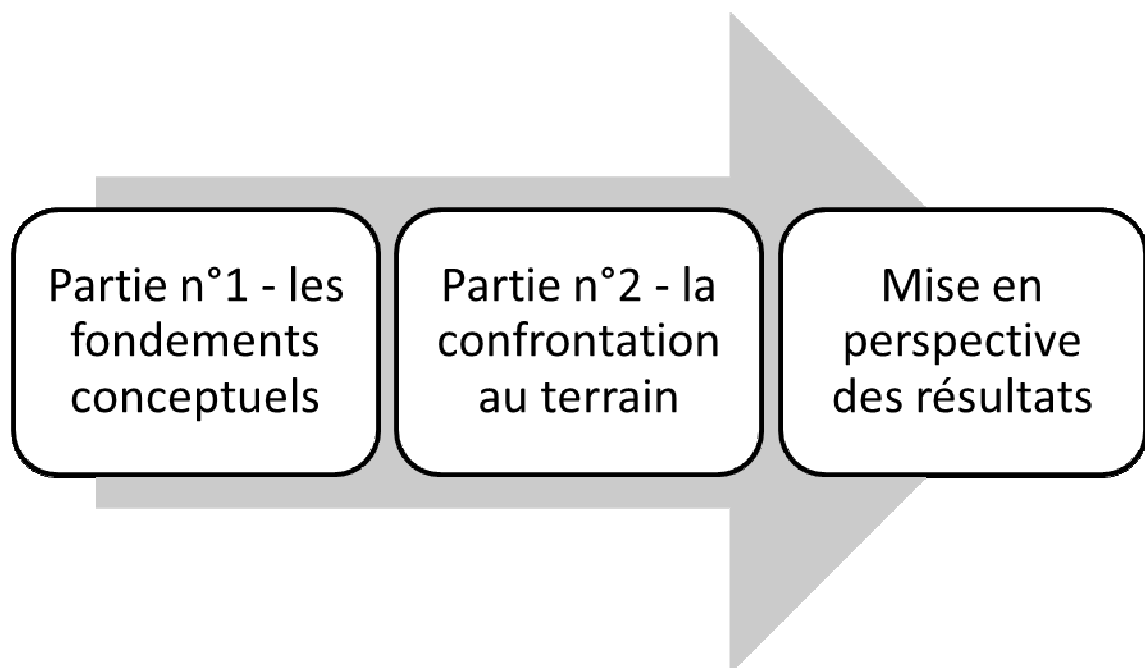 Partie n°1 - les
fondements
conceptuels
Partie n°2 - la
confrontation
au terrain
Mise en
perspective
des résultats